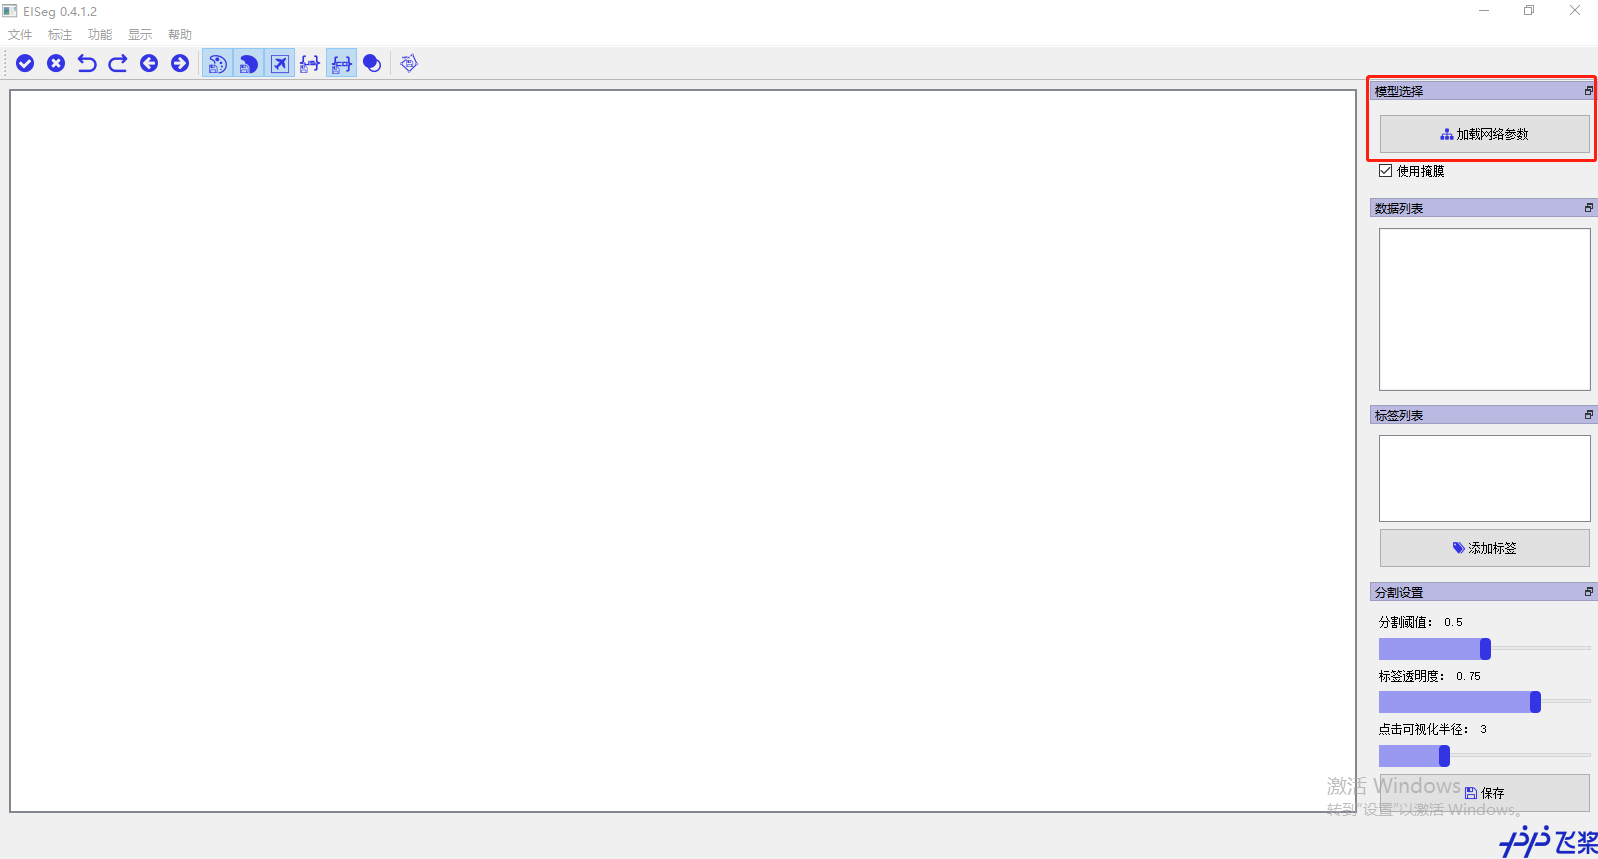 EISeg 0.4.1.2
文件 标注 功能 显示 帮助
模型选择
加载网络参数
使用掩膜
数据列表
标签列表
添加标签
分割设置
分割阈值： 0.5
标签透明度： 0.75
点击可视化半径： 3
激活 Windows
保存
转到“设置”以激活 Windows。
飞桨